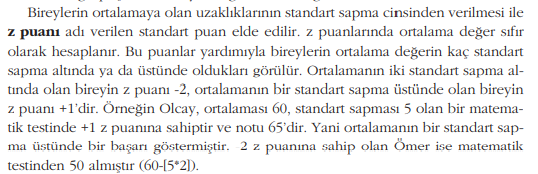 Bireylerin ortalamaya olan uzaklıklarının standart sapma cinsinden verilmesi ile
z puanı adı verilen standart puan elde edilir. z puanlarında ortalama değer sıfır
olarak hesaplanır. Bu puanlar yardımıyla bireylerin ortalama değerin kaç standart
sapma altında ya da üstünde oldukları görülür. Ortalamanın iki standart sapma al-
tında olan bireyin z puanı -2, ortalamanın bir standart sapma üstünde olan bireyin
z puanı +1'dir. Örneğin Olcay, ortalaması 60, standart sapması 5 olan bir matema-
tik testinde +1 z puanına sahiptir ve notu 65'dir. Yani ortalamanın bir standart sap-
ma üstünde bir başarı göstermiştir. 2 z puanına sahip olan Ömer ise matematik
testinden 50 almıştır (60-[5*2]).